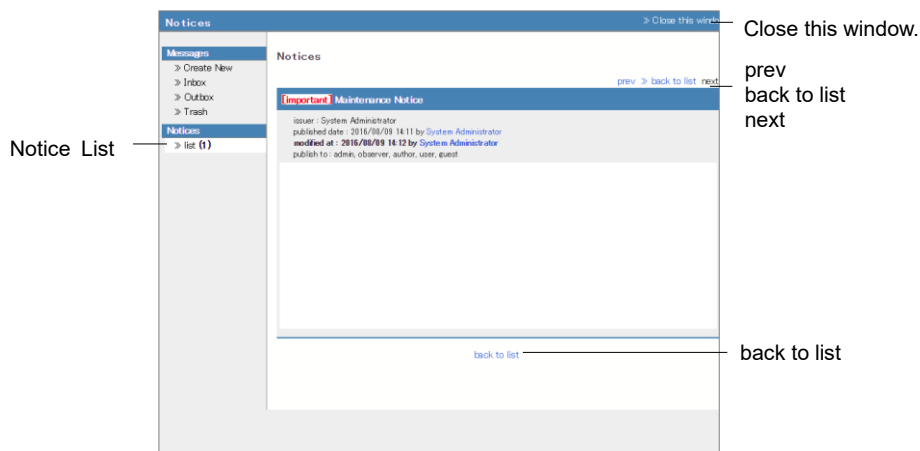 Notices
≫ Close this windo
Close this window.
Messages
≫ Create New
≫ Inbox
≫ Outbox
≫ Trash
Notices
≫ list (1)
Notice List
Notices
prev ≫ back to list next
prev
back to list
next
[important] Maintenance Notice
issuer : System Administrator
published date : 2016/08/09 14:11 by System Administrator
modified at : 2016/08/09 14:12 by System Administrator
publish to : admin, observer, author, user, guest
back to list
back to list